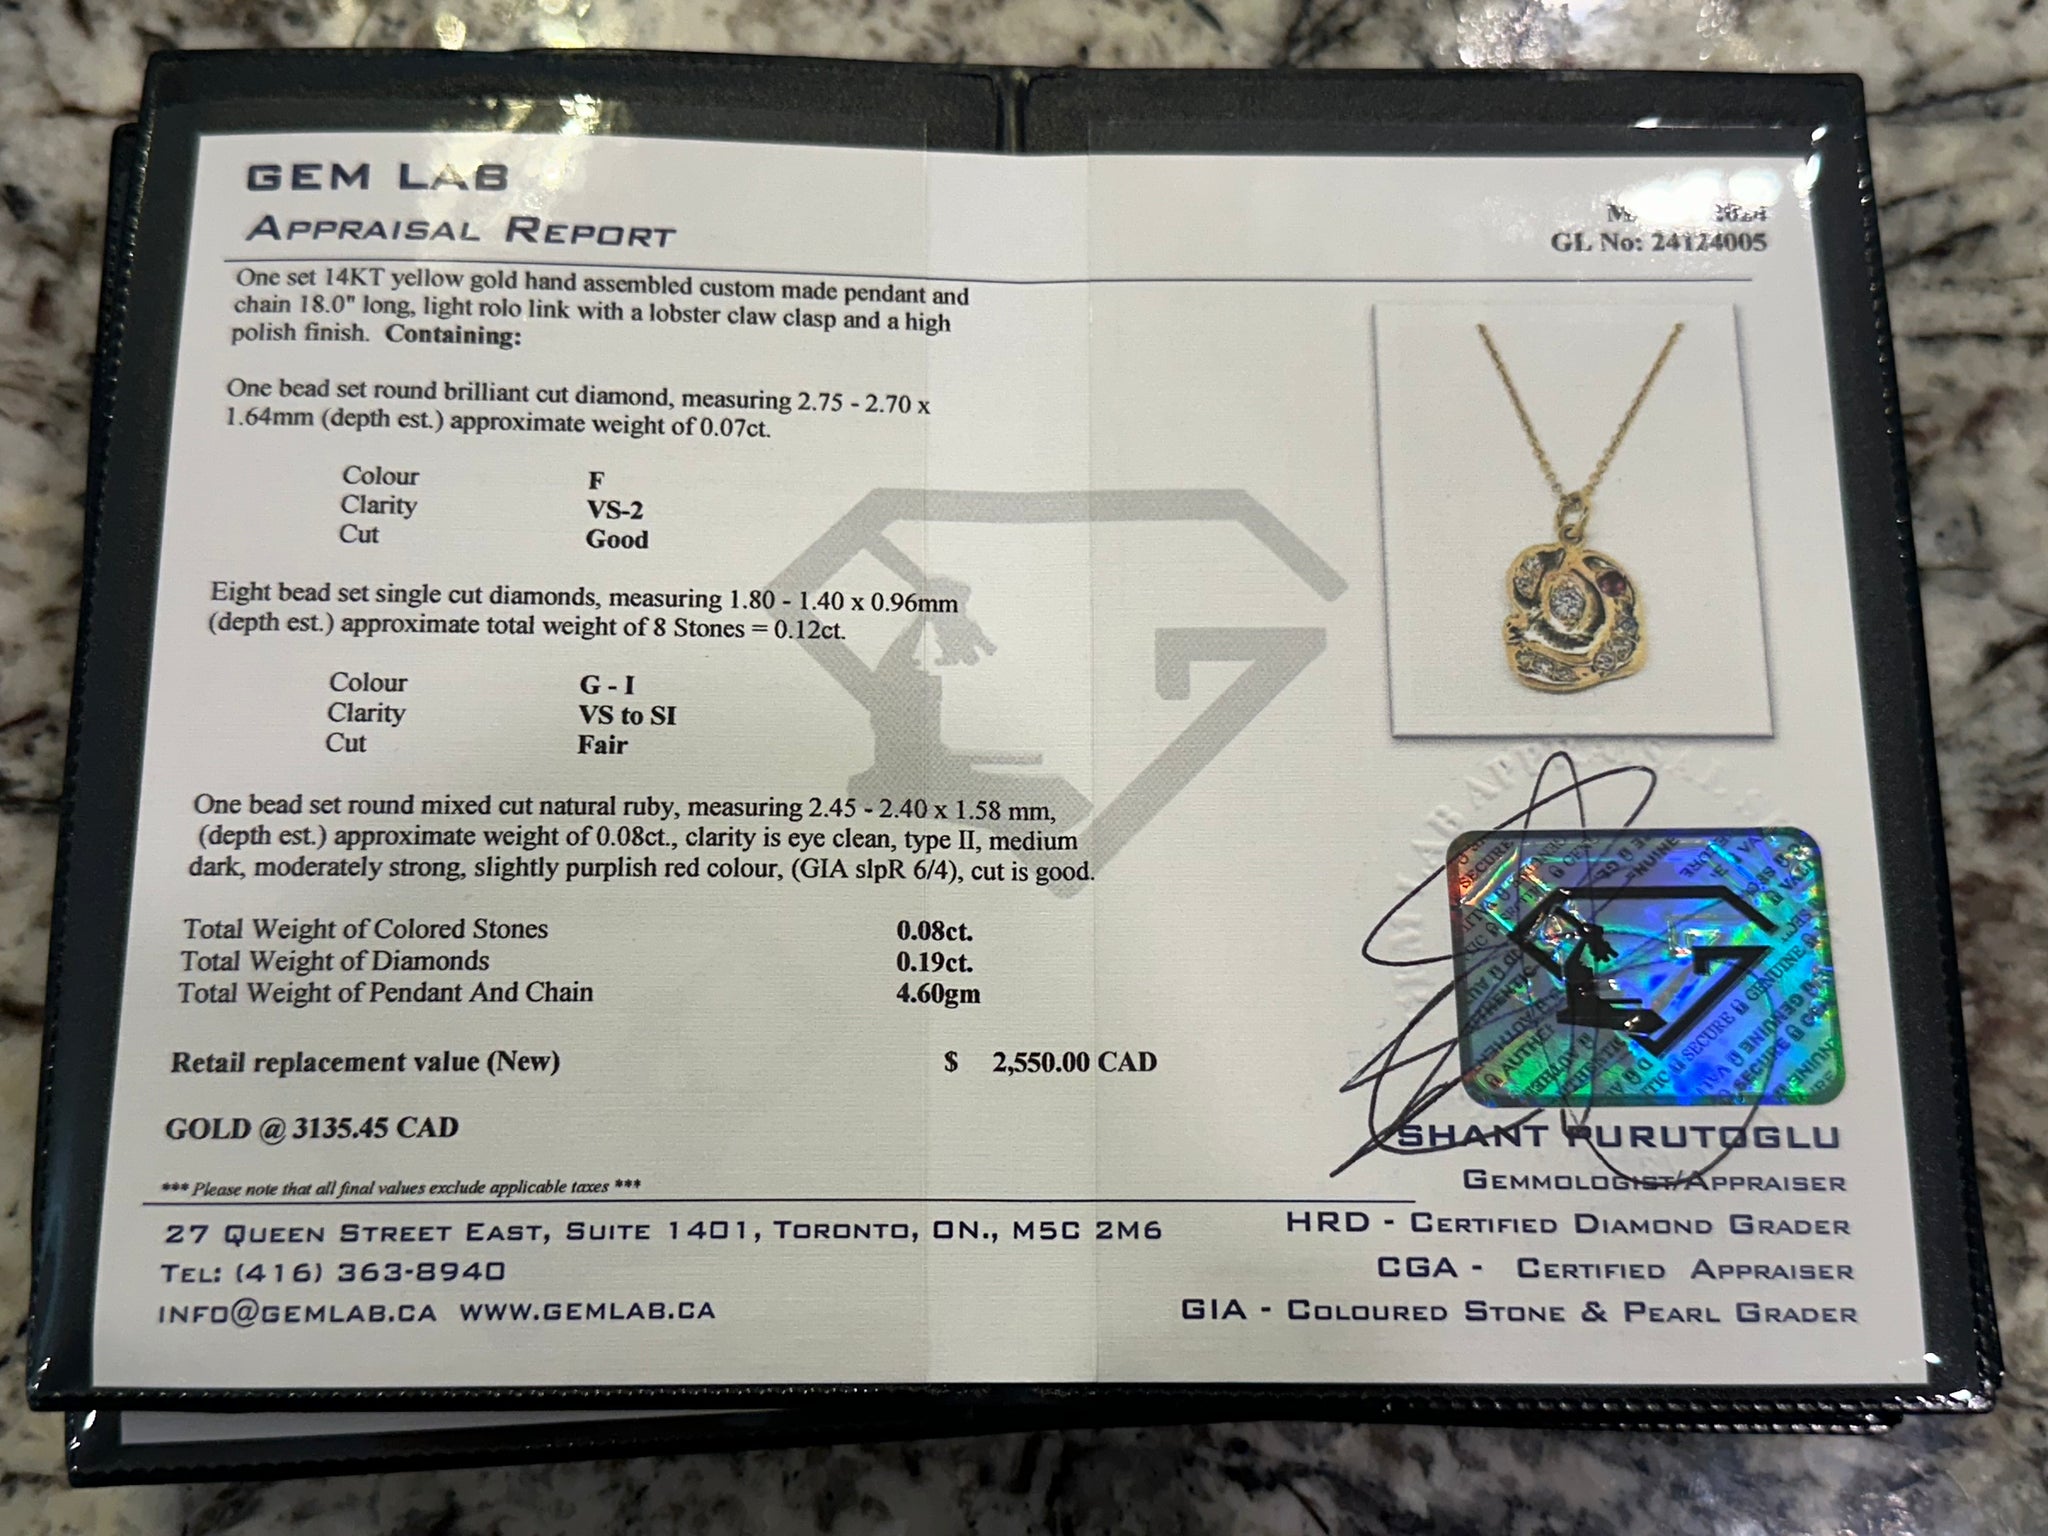 GEM LAB
APPRAISAL REPORT
2024
GL No: 24124005
One set 14KT yellow gold hand assembled custom made pendant and
chain 18.0" long, light rolo link with a lobster claw clasp and a high
polish finish. Containing:
One bead set round brilliant cut diamond, measuring 2.75 - 2.70 x
1.64mm (depth est.) approximate weight of 0.07ct.
Colour F
Clarity VS-2
Cut Good
Eight bead set single cut diamonds, measuring 1.80 - 1.40 x 0.96mm
(depth est.) approximate total weight of 8 Stones = 0.12ct.
Colour G - I
Clarity VS to SI
Cut Fair
One bead set round mixed cut natural ruby, measuring 2.45 - 2.40 x 1.58 mm,
(depth est.) approximate weight of 0.08ct., clarity is eye clean, type II, medium
dark, moderately strong, slightly purplish red colour, (GIA slpR 6/4), cut is good.
Total Weight of Colored Stones 0.08ct.
Total Weight of Diamonds 0.19ct.
Total Weight of Pendant And Chain 4.60gm
Retail replacement value (New) $ 2,550.00 CAD
GOLD @ 3135.45 CAD
*** Please note that all final values exclude applicable taxes ***
SECURE GENUINE
SHANT PURUTOGLU
GEMMOLOGIST/APPRAISER
27 QUEEN STREET EAST, SUITE 1401, TORONTO, ON., M5C 2M6
TEL: (416) 363-8940
INFO@GEMLAB.CA WWW.GEMLAB.CA
HRD - CERTIFIED DIAMOND GRADER
CGA - CERTIFIED APPRAISER
GIA - COLOURED STONE & PEARL GRADER